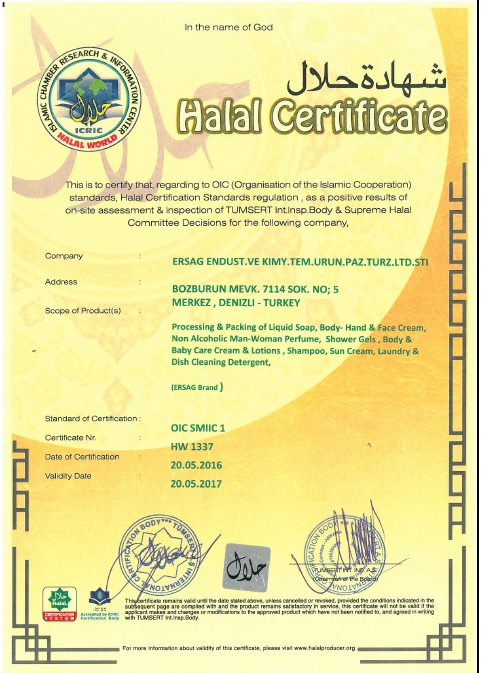 In the name of God
شهادة حلال
Halal Certificate
ISLAMIC CHAMBER RESEARCH & INFORMATION CENTER
حلال
ICRIC
HALAL WORLD
This is to certify that, regarding to OIC (Organisation of the Islamic Cooperation)
standards, Halal Certification Standards regulation , as a positive results of
on-site assessment & inspection of TUMSERT Int.Insp.Body & Supreme Halal
Committee Decisions for the following company,
Company : ERSAG ENDUST.VE KIMY.TEM.URUN.PAZ.TURZ.LTD.STI
Address : BOZBURUN MEVK. 7114 SOK. NO; 5
MERKEZ , DENIZLI - TURKEY
Scope of Product(s) :
Processing & Packing of Liquid Soap, Body- Hand & Face Cream,
Non Alcoholic Man-Woman Perfume, Shower Gels , Body &
Baby Care Cream & Lotions , Shampoo, Sun Cream, Laundry &
Dish Cleaning Detergent,
(ERSAG Brand )
Standard of Certification : OIC SMIIC 1
Certificate Nr. : HW 1337
Date of Certification : 20.05.2016
Validity Date : 20.05.2017
حلال
TUMSERT INT. INS. A.S.
(Chairman of the Board)
HALAL
CERTIFICATION
SYSTEM
Accredited by ICRIC
Certificated Body
This certificate remains valid until the date stated above, unless cancelled or revoked, provided the conditions indicated in the
subsequent page are complied with and the product remains satisfactory in service, this certificate will not be valid if the
applicant makes and changes or modifications to the approved product which have not been notified to, and agreed in writing
with TUMSERT Int.Insp.Body.
For more information about validity of this certificate, please visit www.halalproducer.org